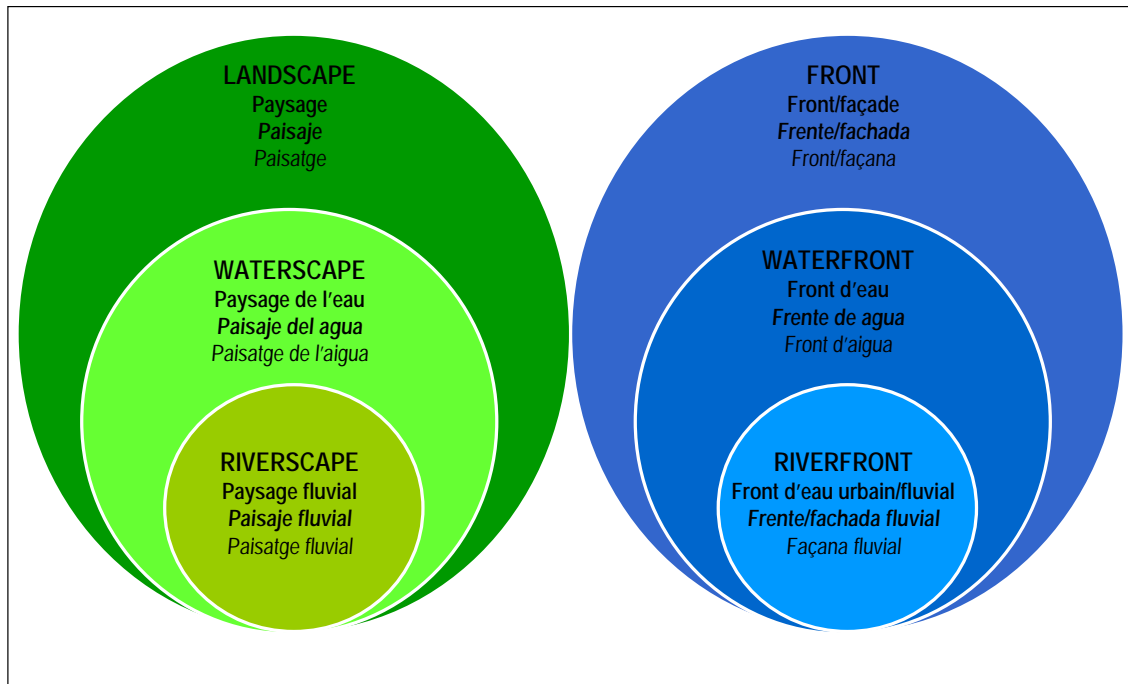 LANDSCAPE
Paysage
Paisaje
Paisatge
WATERSCAPE
Paysage de l'eau
Paisaje del agua
Paisatge de l'aigua
RIVERSCAPE
Paysage fluvial
Paisaje fluvial
Paisatge fluvial
FRONT
Front/façade
Frente/fachada
Front/façana
WATERFRONT
Front d'eau
Frente de agua
Front d'aigua
RIVERFRONT
Front d'eau urbain/fluvial
Frente/fachada fluvial
Façana fluvial